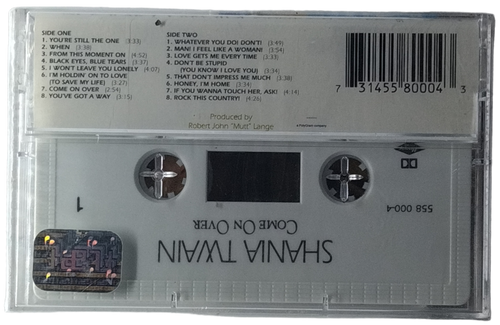 SIDE ONE
1. YOU'RE STILL THE ONE (3:33)
2. WHEN (3:38)
3. FROM THIS MOMENT ON (4:52)
4. BLACK EYES, BLUE TEARS (3:37)
5. I WON'T LEAVE YOU LONELY (4:07)
6. I'M HOLDIN' ON TO LOVE
(TO SAVE MY LIFE) (3:27)
7. COME ON OVER (2:54)
8. YOU'VE GOT A WAY (3:15)
SIDE TWO
1. WHATEVER YOU DO! DON'T! (3:49)
2. MAN! I FEEL LIKE A WOMAN! (3:54)
3. LOVE GETS ME EVERY TIME (3:33)
4. DON'T BE STUPID
(YOU KNOW I LOVE YOU) (3:34)
5. THAT DON'T IMPRESS ME MUCH (3:38)
6. HONEY, I'M HOME (3:34)
7. IF YOU WANNA TOUCH HER, ASK! (4:14)
8. ROCK THIS COUNTRY! (4:26)
Produced by
Robert John "Mutt" Lange
7 31455 80004 3
558 000-4
1
COME ON OVER
SHANIA TWAIN